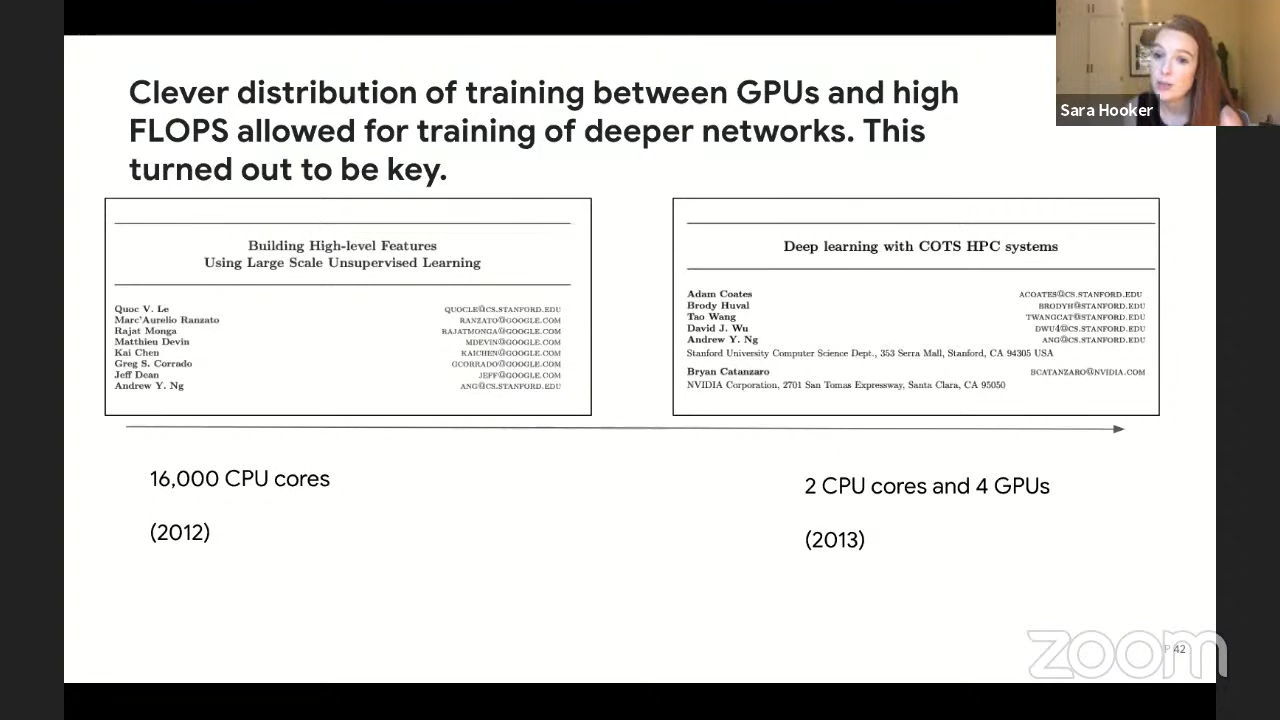 Clever distribution of training between GPUs and high
FLOPS allowed for training of deeper networks. This
turned out to be key.
Sara Hooker
Building High-level Features
Using Large Scale Unsupervised Learning
Quoc V. Le QUOCLE@CS.STANFORD.EDU
Marc'Aurelio Ranzato RANZATO@GOOGLE.COM
Rajat Monga RAJATMONGA@GOOGLE.COM
Matthieu Devin MDEVIN@GOOGLE.COM
Kai Chen KAICHEN@GOOGLE.COM
Greg S. Corrado GCORRADO@GOOGLE.COM
Jeff Dean JEFF@GOOGLE.COM
Andrew Y. Ng ANG@CS.STANFORD.EDU
Deep learning with COTS HPC systems
Adam Coates ACOATES@CS.STANFORD.EDU
Brody Huval BRODYH@STANFORD.EDU
Tao Wang TWANGCAT@STANFORD.EDU
David J. Wu DWU4@CS.STANFORD.EDU
Andrew Y. Ng ANG@CS.STANFORD.EDU
Stanford University Computer Science Dept., 353 Serra Mall, Stanford, CA 94305 USA
Bryan Catanzaro BCATANZARO@NVIDIA.COM
NVIDIA Corporation, 2701 San Tomas Expressway, Santa Clara, CA 95050
16,000 CPU cores
(2012)
2 CPU cores and 4 GPUs
(2013)
P 42
zoom